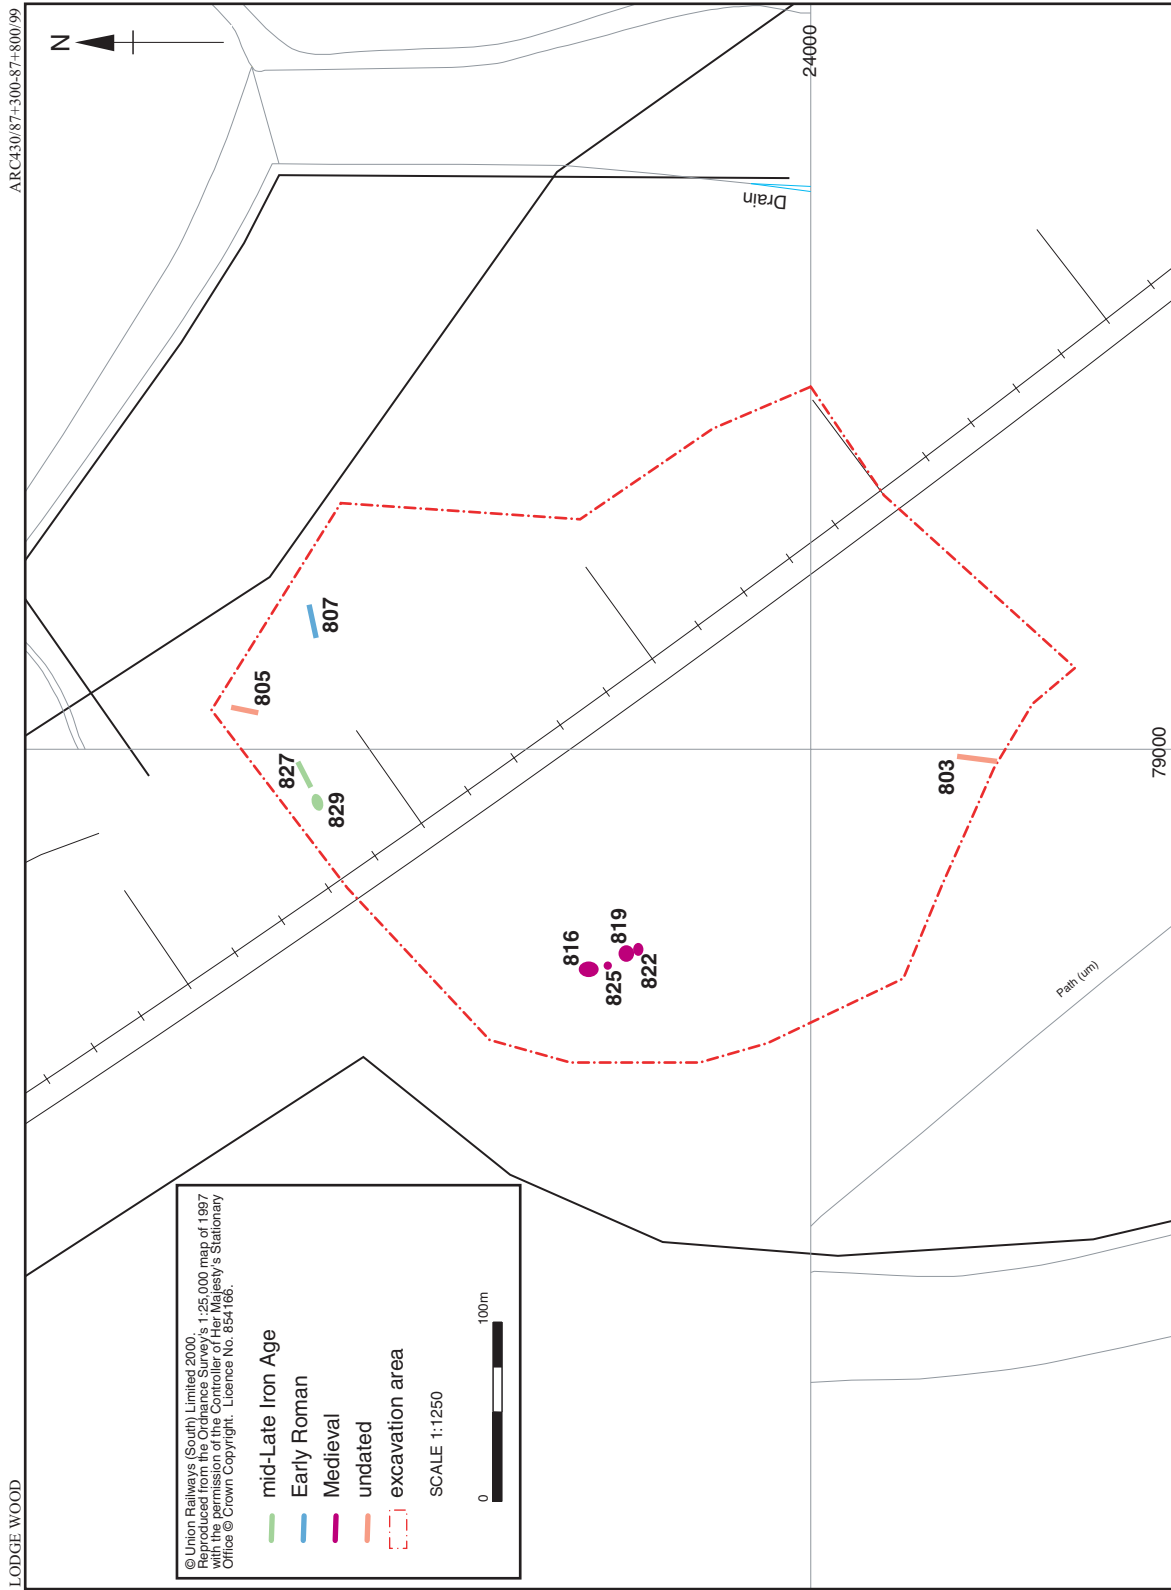 LODGE WOOD
ARC430/87+300-87+800/99
N
24000
Drain
807
805
827
829
816
819
825
822
803
79000
Path (um)
© Union Railways (South) Limited 2000.
Reproduced from the Ordnance Survey's 1:25,000 map of 1997
with the permission of the Controller of Her Majesty's Stationary
Office © Crown Copyright. Licence No. 854166.
mid-Late Iron Age
Early Roman
Medieval
undated
excavation area
SCALE 1:1250
0
100m